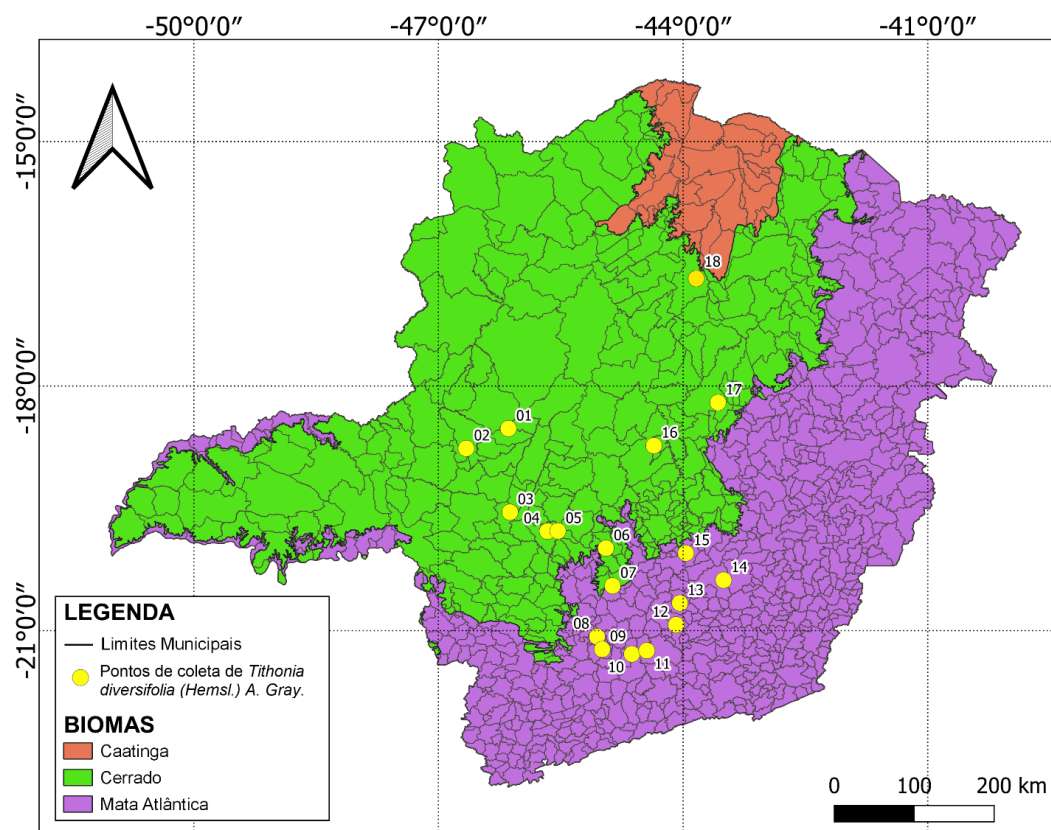 -50°0′0″ -47°0′0″ -44°0′0″ -41°0′0″
-15°0′0″
-18°0′0″
-21°0′0″
18
17
16
01
02
03
04
05
06
07
15
14
13
12
08
09
10
11
LEGENDA
Limites Municipais
Pontos de coleta de Tithonia
diversifolia (Hemsl.) A. Gray.
BIOMAS
Caatinga
Cerrado
Mata Atlântica
0 100 200 km